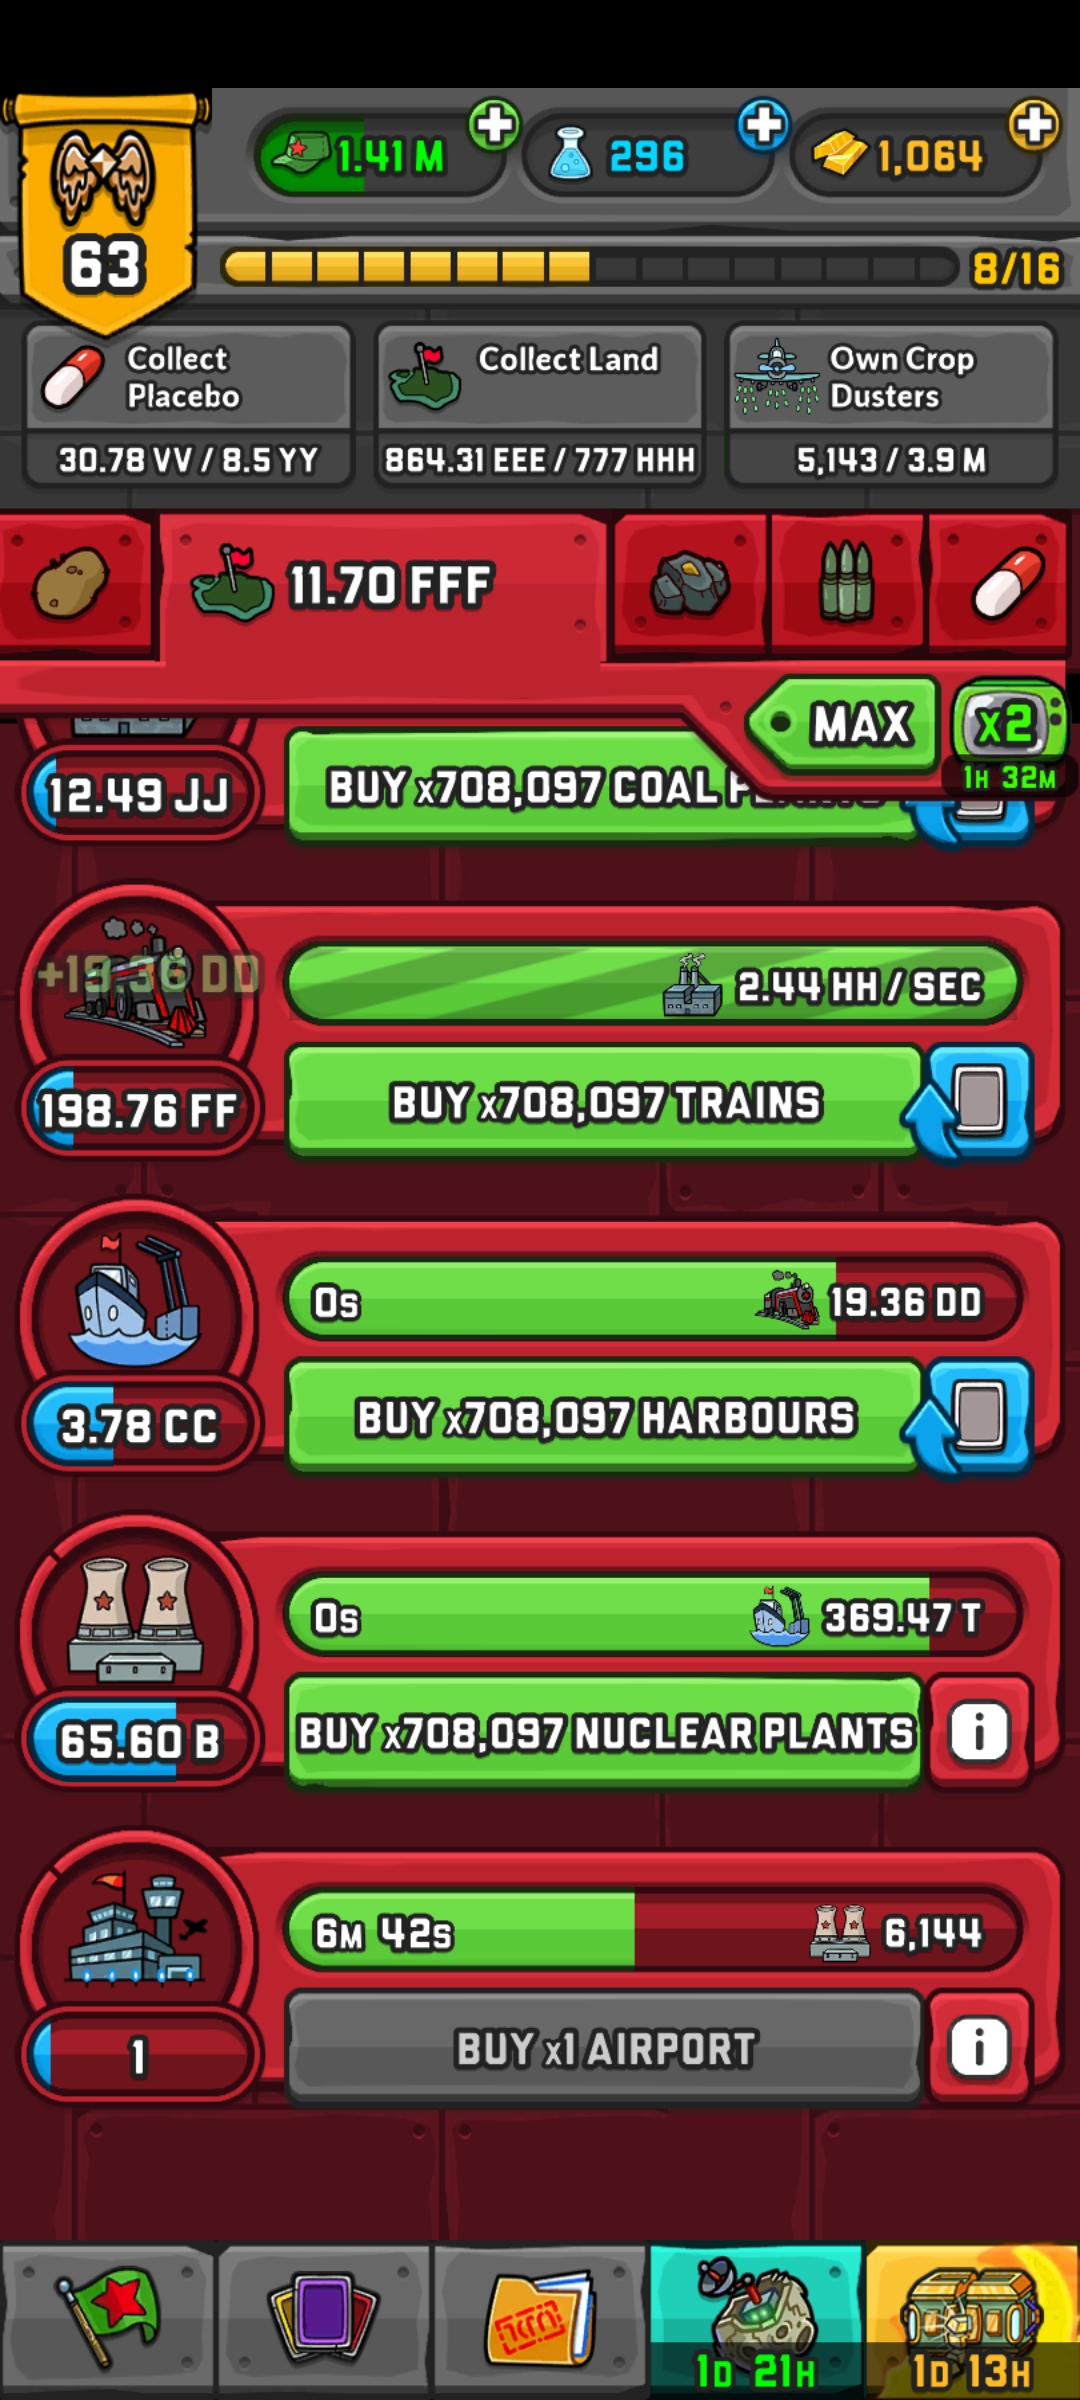 1.41 M
296
1,064
63
8/16
Collect
Placebo
30.78 VV / 8.5 YY
Collect Land
864.31 EEE / 777 HHH
Own Crop
Dusters
5,143 / 3.9 M
11.70 FFF
MAX
x2
1H 32M
12.49 JJ
BUY x708,097 COAL PLANTS
+19.36 DD
2.44 HH / SEC
198.76 FF
BUY x708,097 TRAINS
0s
19.36 DD
3.78 CC
BUY x708,097 HARBOURS
0s
369.47 T
65.60 B
BUY x708,097 NUCLEAR PLANTS
i
6M 42s
6,144
1
BUY x1 AIRPORT
i
1D 21H
1D 13H